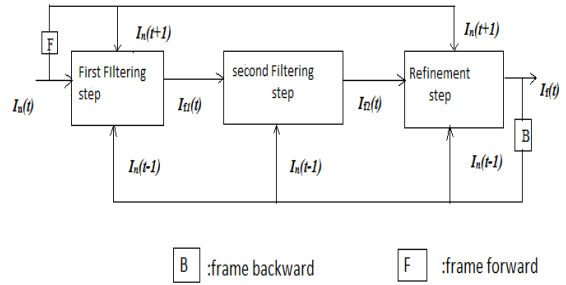 In(t+1)
In(t+1)
F
First Filtering
step
second Filtering
step
Refinement
step
In(t)
If1(t)
If2(t)
If(t)
B
In(t-1)
In(t-1)
In(t-1)
B :frame backward
F :frame forward